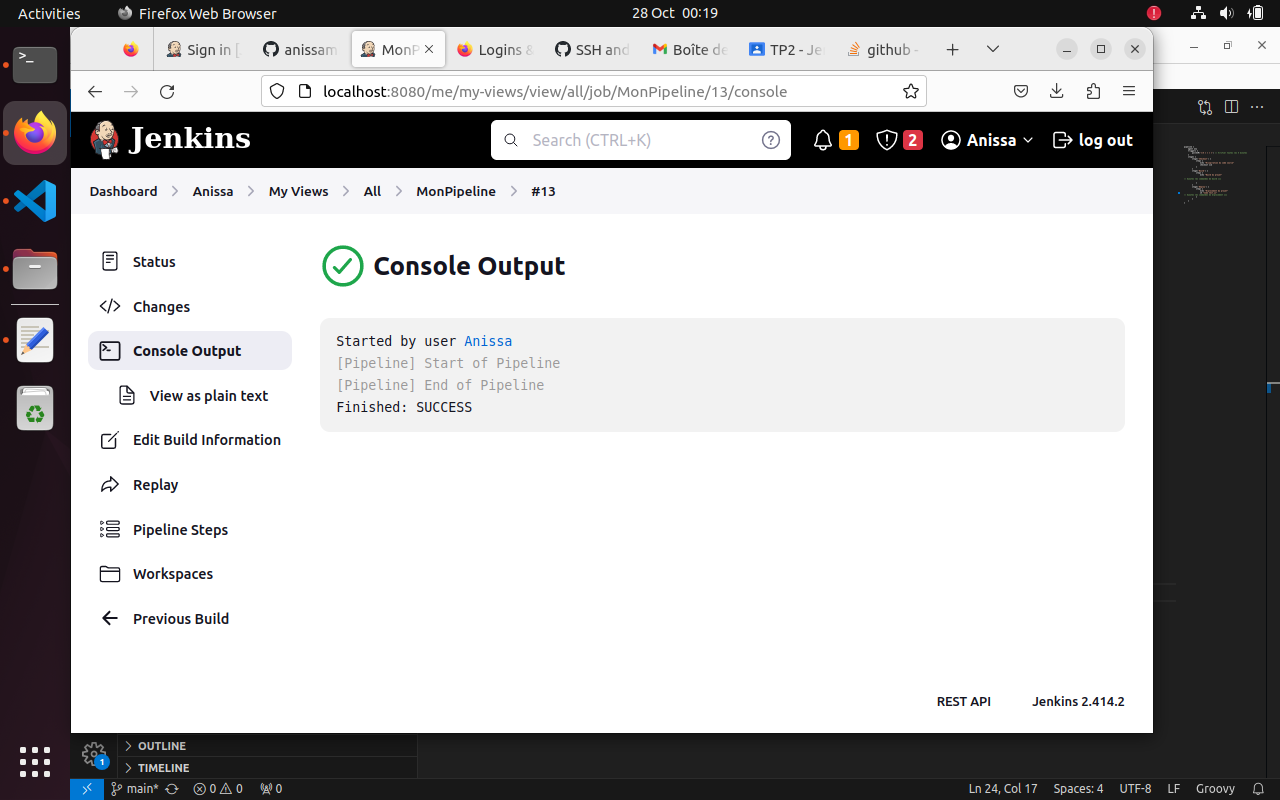 Activities
Firefox Web Browser
28 Oct 00:19
Sign in [
anissam
MonP
Logins &
SSH and
Boîte de
TP2 - Je
github -
localhost:8080/me/my-views/view/all/job/MonPipeline/13/console
Jenkins
Search (CTRL+K)
1
2
Anissa
log out
Dashboard
Anissa
My Views
All
MonPipeline
#13
Status
Changes
Console Output
View as plain text
Edit Build Information
Replay
Pipeline Steps
Workspaces
Previous Build
Console Output
Started by user Anissa
[Pipeline] Start of Pipeline
[Pipeline] End of Pipeline
Finished: SUCCESS
REST API
Jenkins 2.414.2
1
OUTLINE
TIMELINE
main*
0
0
0
Ln 24, Col 17
Spaces: 4
UTF-8
LF
Groovy